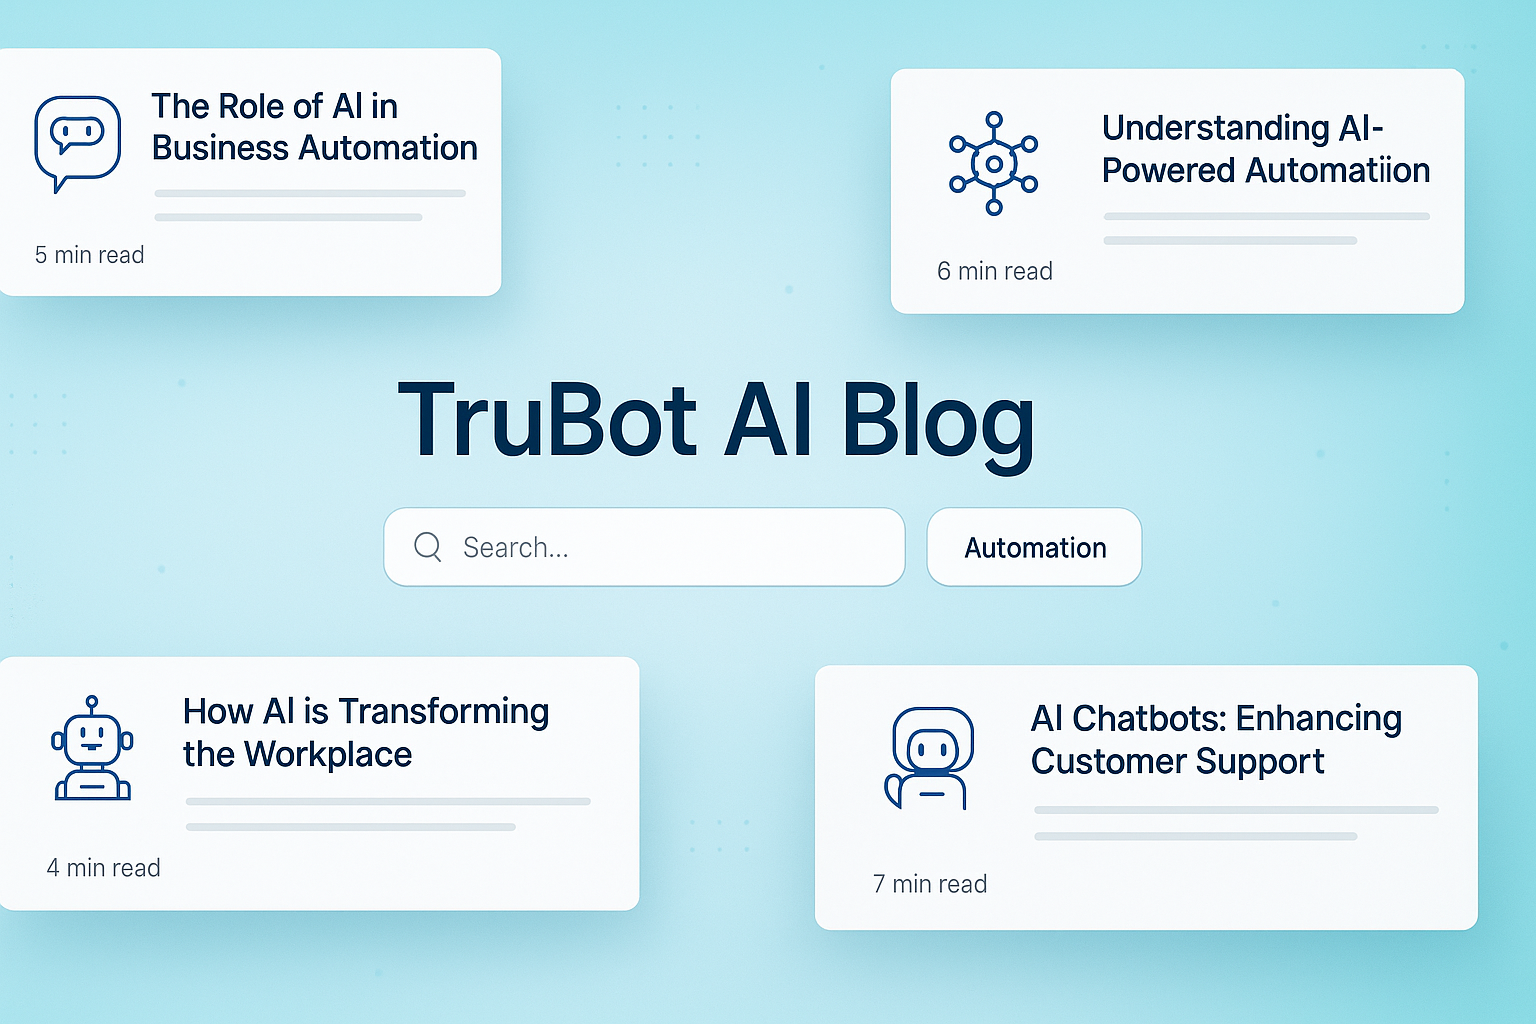 The Role of AI in
Business Automation
5 min read
Understanding AI-
Powered Automatiion
6 min read
TruBot AI Blog
Search...
Automation
How AI is Transforming
the Workplace
4 min read
AI Chatbots: Enhancing
Customer Support
7 min read